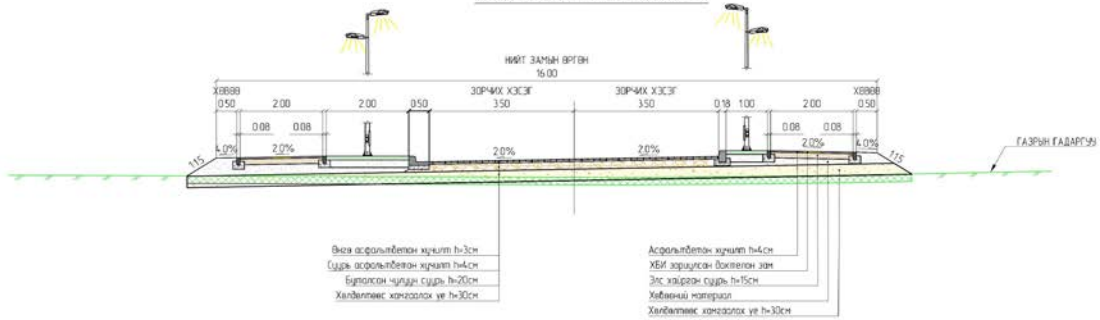 НИЙТ ЗАМЫН ӨРГӨН
16.00
ХӨВӨӨ ЗОРЧИХ ХЭСЭГ ЗОРЧИХ ХЭСЭГ ХӨВӨӨ
0.50 2.00 2.00 0.50 3.50 3.50 0.18 1.00 2.00 0.50
0.08 0.08 0.08 0.08
1:1.5 4.0% 2.0% 2.0% 2.0% 2.0% 4.0% 1:1.5
ГАЗРЫН ГАДАРГУУ
Өнгө асфальтбетон хучилт h=3см
Суурь асфальтбетон хучилт h=4см
Буталсан чулуун суурь h=20см
Хөлдөлтөөс хамгаалах үе h=30см
Асфальтбетон хучилт h=4см
ХБИ зориулсан доктелон зам
Элс хайрган суурь h=15см
Хөвөөний материал
Хөлдөлтөөс хамгаалах үе h=30см